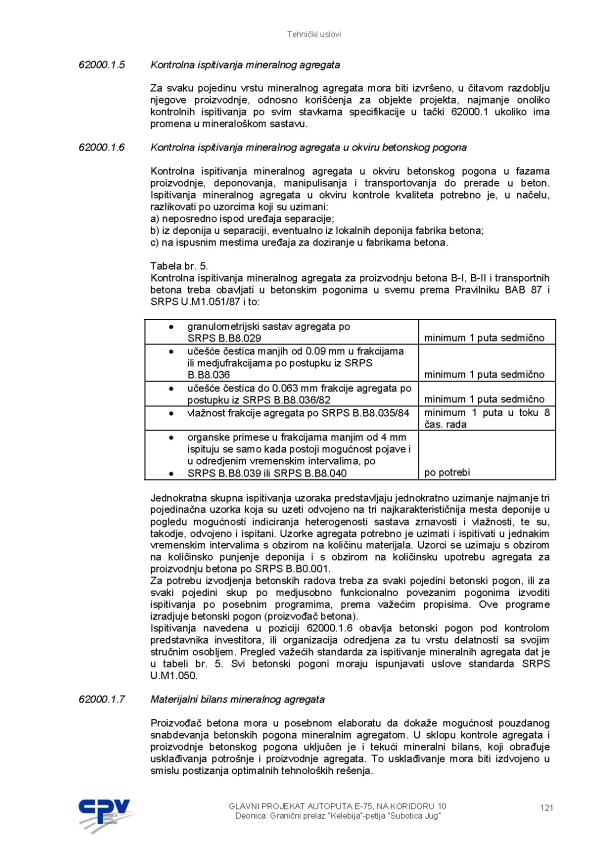 Tehnički uslovi
62000.1.5 Kontrolna ispitivanja mineralnog agregata
Za svaku pojedinu vrstu mineralnog agregata mora biti izvršeno, u čitavom razdoblju
njegove proizvodnje, odnosno korišćenja za objekte projekta, najmanje onoliko
kontrolnih ispitivanja po svim stavkama specifikacije u tački 62000.1 ukoliko ima
promena u mineraloškom sastavu.
62000.1.6 Kontrolna ispitivanja mineralnog agregata u okviru betonskog pogona
Kontrolna ispitivanja mineralnog agregata u okviru betonskog pogona u fazama
proizvodnje, deponovanja, manipulisanja i transportovanja do prerade u beton.
Ispitivanja mineralnog agregata u okviru kontrole kvaliteta potrebno je, u načelu,
razlikovati po uzorcima koji su uzimani:
a) neposredno ispod uređaja separacije;
b) iz deponija u separaciji, eventualno iz lokalnih deponija fabrika betona;
c) na ispusnim mestima uređaja za doziranje u fabrikama betona.
Tabela br. 5.
Kontrolna ispitivanja mineralnog agregata za proizvodnju betona B-I, B-II i transportnih
betona treba obavljati u betonskim pogonima u svemu prema Pravilniku BAB 87 i
SRPS U.M1.051/87 i to:
• granulometrijski sastav agregata po
SRPS B.B8.029 minimum 1 puta sedmično
• učešće čestica manjih od 0.09 mm u frakcijama
ili medjufrakcijama po postupku iz SRPS
B.B8.036 minimum 1 puta sedmično
• učešće čestica do 0.063 mm frakcije agregata po
postupku iz SRPS B.B8.036/82 minimum 1 puta sedmično
• vlažnost frakcije agregata po SRPS B.B8.035/84 minimum 1 puta u toku 8
čas. rada
• organske primese u frakcijama manjim od 4 mm
ispituju se samo kada postoji mogućnost pojave i
u odredjenim vremenskim intervalima, po
• SRPS B.B8.039 ili SRPS B.B8.040 po potrebi
Jednokratna skupna ispitivanja uzoraka predstavljaju jednokratno uzimanje najmanje tri
pojedinačna uzorka koja su uzeti odvojeno na tri najkarakterističnija mesta deponije u
pogledu mogućnosti indiciranja heterogenosti sastava zrnavosti i vlažnosti, te su,
takodje, odvojeno i ispitani. Uzorke agregata potrebno je uzimati i ispitivati u jednakim
vremenskim intervalima s obzirom na količinu materijala. Uzorci se uzimaju s obzirom
na količinsko punjenje deponija i s obzirom na količinsku upotrebu agregata za
proizvodnju betona po SRPS B.B0.001.
Za potrebu izvodjenja betonskih radova treba za svaki pojedini betonski pogon, ili za
svaki pojedini skup po medjusobno funkcionalno povezanim pogonima izvoditi
ispitivanja po posebnim programima, prema važećim propisima. Ove programe
izradjuje betonski pogon (proizvođač betona).
Ispitivanja navedena u poziciji 62000.1.6 obavlja betonski pogon pod kontrolom
predstavnika investitora, ili organizacija odredjena za tu vrstu delatnosti sa svojim
stručnim osobljem. Pregled važećih standarda za ispitivanje mineralnih agregata dat je
u tabeli br. 5. Svi betonski pogoni moraju ispunjavati uslove standarda SRPS
U.M1.050.
62000.1.7 Materijalni bilans mineralnog agregata
Proizvođač betona mora u posebnom elaboratu da dokaže mogućnost pouzdanog
snabdevanja betonskih pogona mineralnim agregatom. U sklopu kontrole agregata i
proizvodnje betonskog pogona uključen je i tekući mineralni bilans, koji obrađuje
usklađivanja potrošnje i proizvodnje agregata. To usklađivanje mora biti izdvojeno u
smislu postizanja optimalnih tehnoloških rešenja.
CPV
GLAVNI PROJEKAT AUTOPUTA E-75, NA KORIDORU 10 121
Deonica: Granični prelaz "Kelebija"-petlja "Subotica Jug"